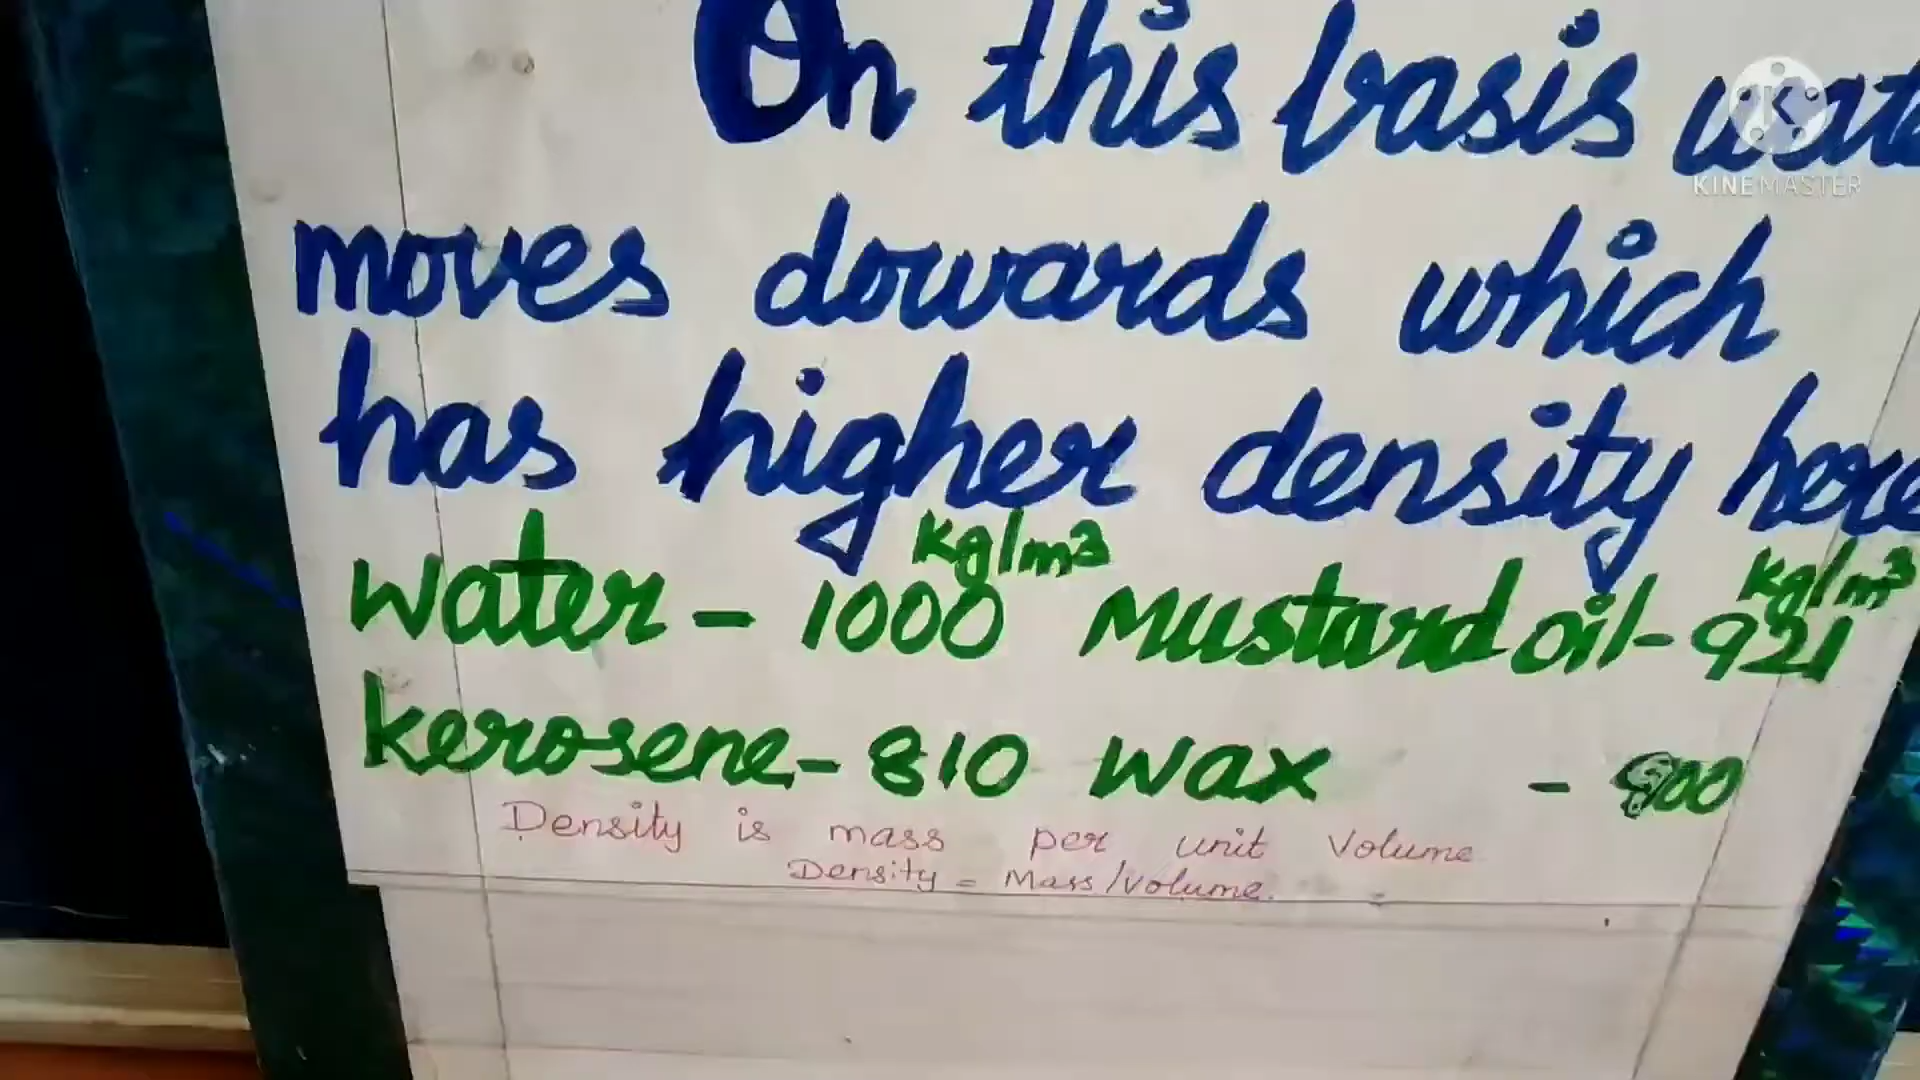 On this basis wate
moves dowards which
has higher density here
Water - 1000 kg/m³ Mustard oil - 921 kg/m³
Kerosene - 810 Wax - 900
Density is mass per unit Volume
Density = Mass/volume.
KINEMASTER